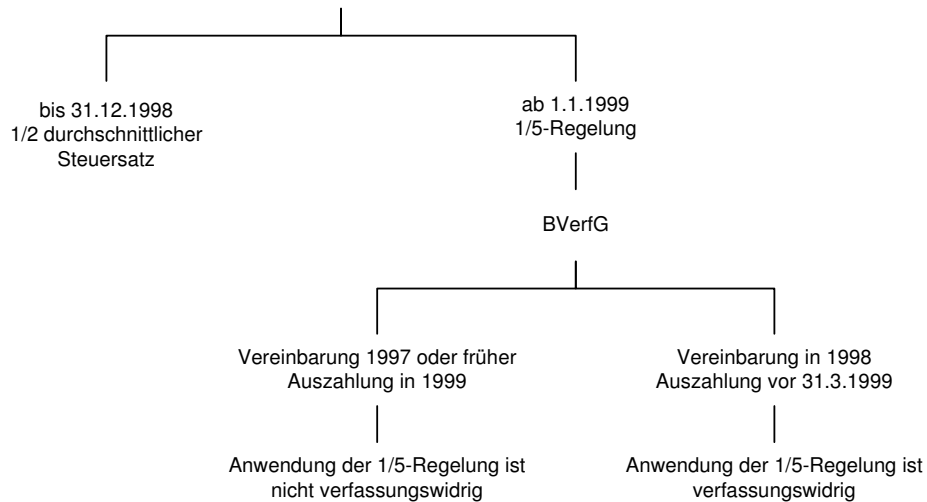 bis 31.12.1998
1/2 durchschnittlicher
Steuersatz
ab 1.1.1999
1/5-Regelung
BVerfG
Vereinbarung 1997 oder früher
Auszahlung in 1999
Vereinbarung in 1998
Auszahlung vor 31.3.1999
Anwendung der 1/5-Regelung ist
nicht verfassungswidrig
Anwendung der 1/5-Regelung ist
verfassungswidrig